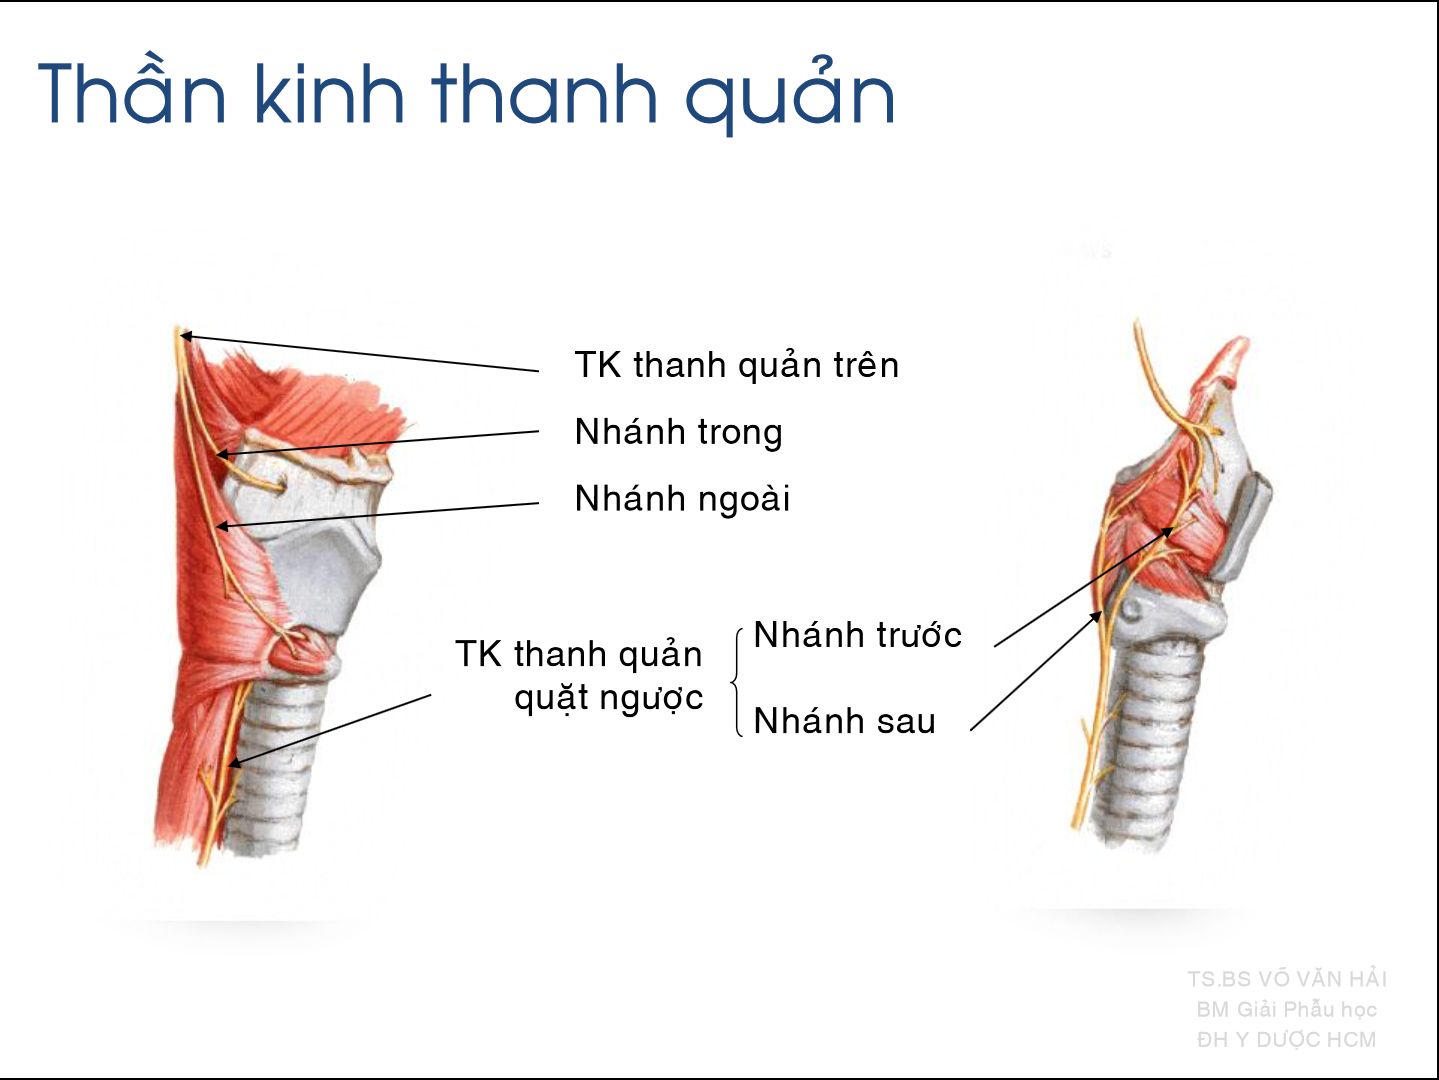 Thần kinh thanh quản
TK thanh quản trên
Nhánh trong
Nhánh ngoài
TK thanh quản
quặt ngược
Nhánh trước
Nhánh sau
TS.BS VÕ VĂN HẢI
BM Giải Phẫu học
ĐH Y DƯỢC HCM